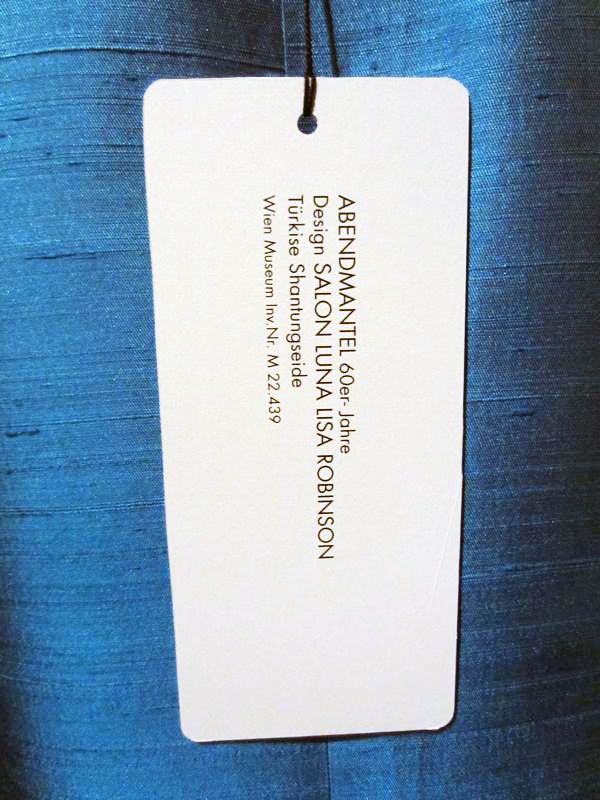 ABENDMANTEL 60er-Jahre
Design SALON LUNA LISA ROBINSON
Türkise Shantungseide
Wien Museum Inv.Nr. M 22.439